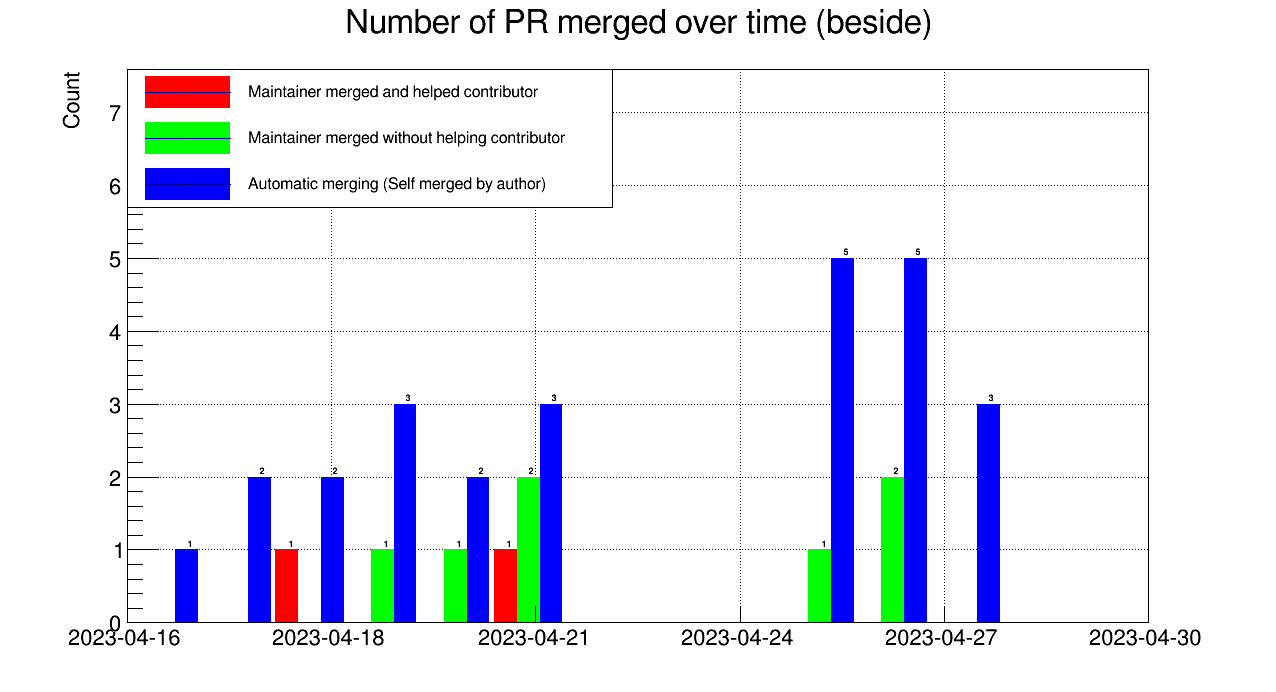 Number of PR merged over time (beside)
Count
Maintainer merged and helped contributor
Maintainer merged without helping contributor
Automatic merging (Self merged by author)
7
6
5
4
3
2
1
0
5 5
3 3 3
2 2 2 2 2
1 1 1 1 1 1
2023-04-16 2023-04-18 2023-04-21 2023-04-24 2023-04-27 2023-04-30